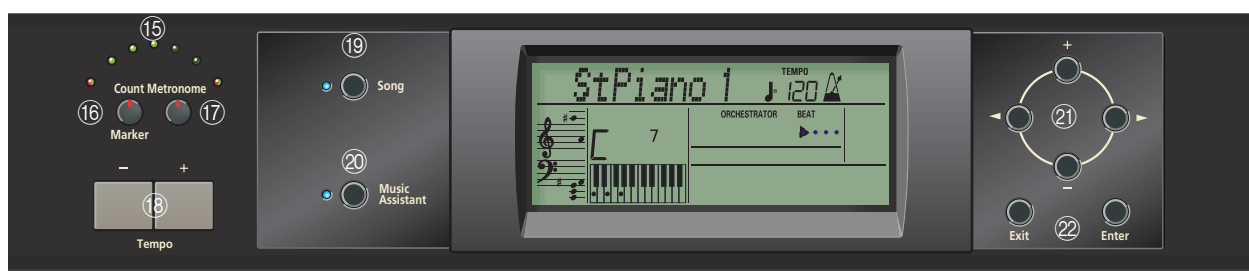 ⑮
Count Metronome
⑯
⑰
Marker
− +
⑱
Tempo
⑲
Song
⑳
Music
Assistant
StPiano 1
TEMPO
♩= 120
ORCHESTRATOR BEAT
C 7
+
◄ ㉑ ►
−
㉒
Exit Enter